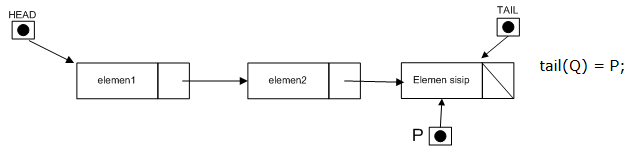 HEAD
TAIL
elemen1
elemen2
Elemen sisip
tail(Q) = P;
P